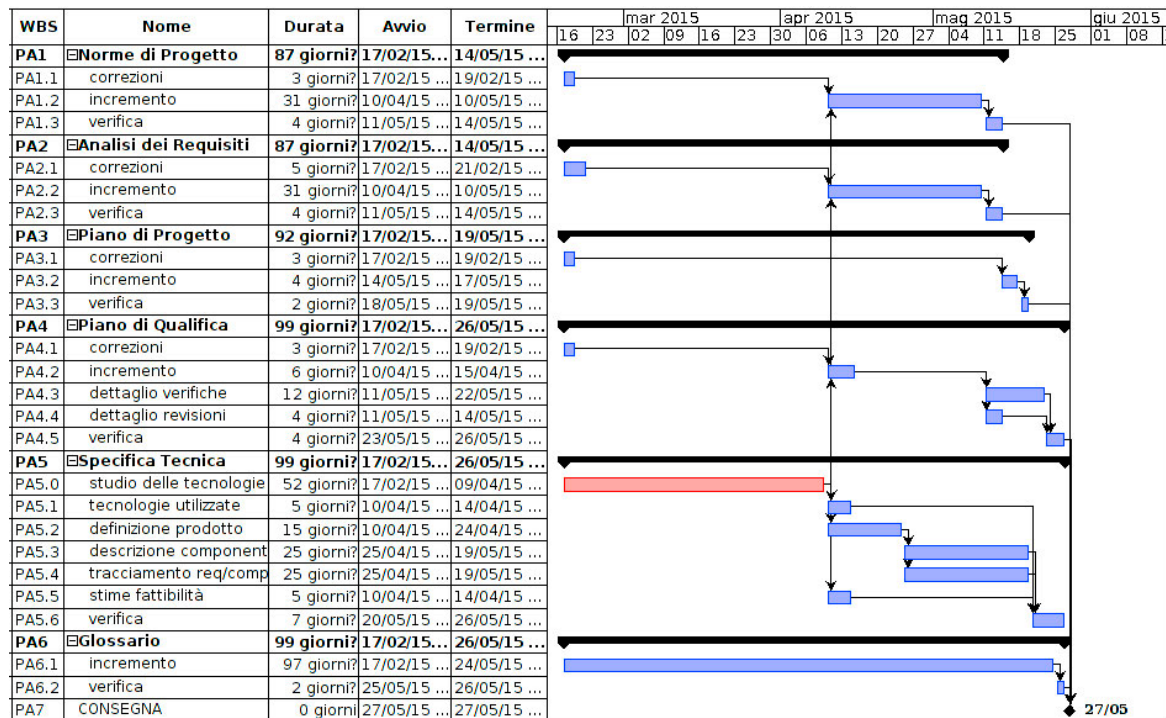 WBS Nome Durata Avvio Termine mar 2015 apr 2015 mag 2015 giu 2015
16 23 02 09 16 23 30 06 13 20 27 04 11 18 25 01 08
PA1 Norme di Progetto 87 giorni? 17/02/15... 14/05/15 ...
PA1.1 correzioni 3 giorni? 17/02/15 ... 19/02/15 ...
PA1.2 incremento 31 giorni? 10/04/15 ... 10/05/15 ...
PA1.3 verifica 4 giorni? 11/05/15 ... 14/05/15 ...
PA2 Analisi dei Requisiti 87 giorni? 17/02/15... 14/05/15 ...
PA2.1 correzioni 5 giorni? 17/02/15 ... 21/02/15 ...
PA2.2 incremento 31 giorni? 10/04/15 ... 10/05/15 ...
PA2.3 verifica 4 giorni? 11/05/15 ... 14/05/15 ...
PA3 Piano di Progetto 92 giorni? 17/02/15... 19/05/15 ...
PA3.1 correzioni 3 giorni? 17/02/15 ... 19/02/15 ...
PA3.2 incremento 4 giorni? 14/05/15 ... 17/05/15 ...
PA3.3 verifica 2 giorni? 18/05/15 ... 19/05/15 ...
PA4 Piano di Qualifica 99 giorni? 17/02/15... 26/05/15 ...
PA4.1 correzioni 3 giorni? 17/02/15 ... 19/02/15 ...
PA4.2 incremento 6 giorni? 10/04/15 ... 15/04/15 ...
PA4.3 dettaglio verifiche 12 giorni? 11/05/15 ... 22/05/15 ...
PA4.4 dettaglio revisioni 4 giorni? 11/05/15 ... 14/05/15 ...
PA4.5 verifica 4 giorni? 23/05/15 ... 26/05/15 ...
PA5 Specifica Tecnica 99 giorni? 17/02/15... 26/05/15 ...
PA5.0 studio delle tecnologie 52 giorni? 17/02/15 ... 09/04/15 ...
PA5.1 tecnologie utilizzate 5 giorni? 10/04/15 ... 14/04/15 ...
PA5.2 definizione prodotto 15 giorni? 10/04/15 ... 24/04/15 ...
PA5.3 descrizione component 25 giorni? 25/04/15 ... 19/05/15 ...
PA5.4 tracciamento req/comp 25 giorni? 25/04/15 ... 19/05/15 ...
PA5.5 stime fattibilità 5 giorni? 10/04/15 ... 14/04/15 ...
PA5.6 verifica 7 giorni? 20/05/15 ... 26/05/15 ...
PA6 Glossario 99 giorni? 17/02/15... 26/05/15 ...
PA6.1 incremento 97 giorni? 17/02/15 ... 24/05/15 ...
PA6.2 verifica 2 giorni? 25/05/15 ... 26/05/15 ...
PA7 CONSEGNA 0 giorni 27/05/15 ... 27/05/15 ... 27/05